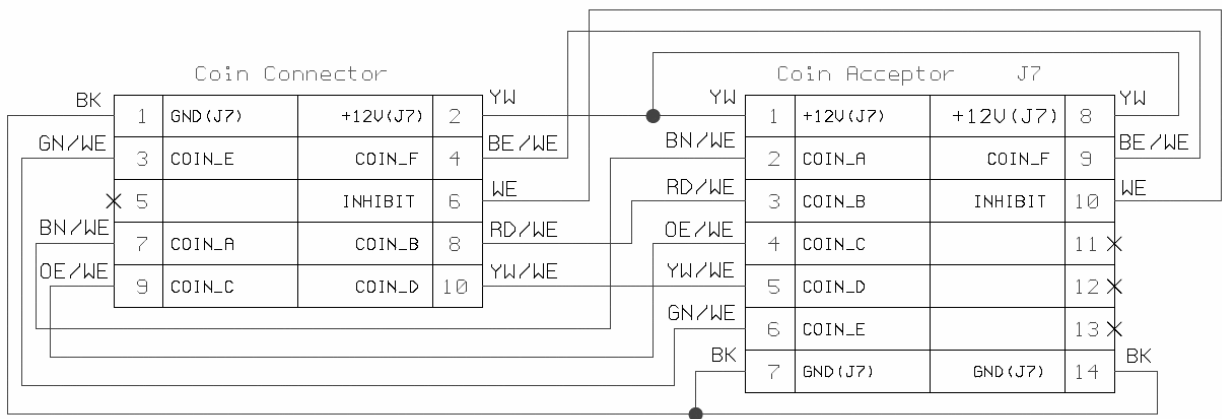 Coin Connector
BK 1 GND(J7) +12V(J7) 2 YW
GN/WE 3 COIN_E COIN_F 4 BE/WE
5 INHIBIT 6 WE
BN/WE 7 COIN_A COIN_B 8 RD/WE
OE/WE 9 COIN_C COIN_D 10 YW/WE
Coin Acceptor J7
YW 1 +12V(J7) +12V(J7) 8 YW
BN/WE 2 COIN_A COIN_F 9 BE/WE
RD/WE 3 COIN_B INHIBIT 10 WE
OE/WE 4 COIN_C 11
YW/WE 5 COIN_D 12
GN/WE 6 COIN_E 13
BK 7 GND(J7) GND(J7) 14 BK